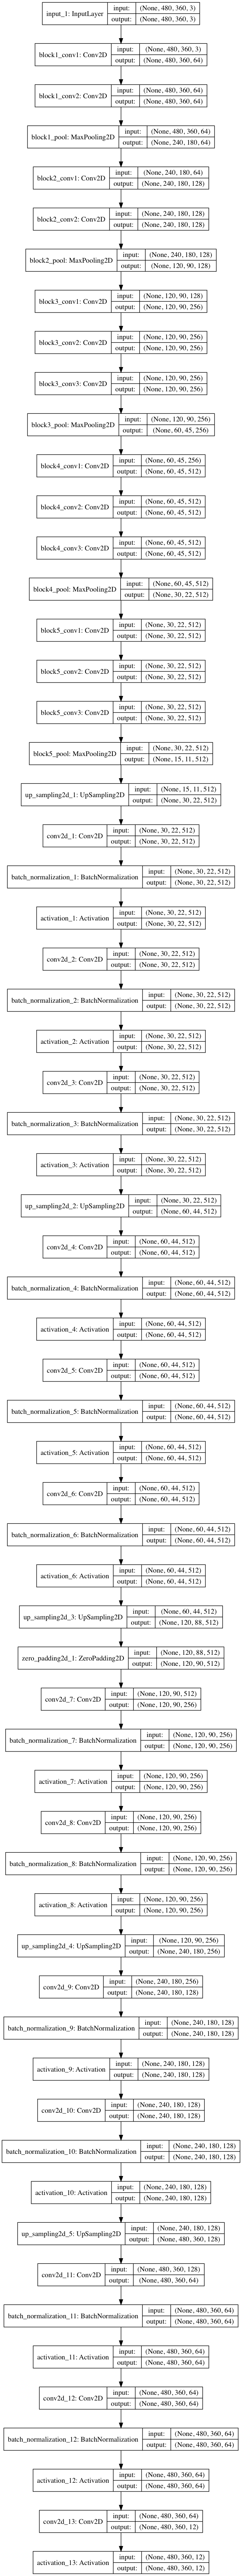 input_1: InputLayer input: (None, 480, 360, 3)
output: (None, 480, 360, 3)
block1_conv1: Conv2D input: (None, 480, 360, 3)
output: (None, 480, 360, 64)
block1_conv2: Conv2D input: (None, 480, 360, 64)
output: (None, 480, 360, 64)
block1_pool: MaxPooling2D input: (None, 480, 360, 64)
output: (None, 240, 180, 64)
block2_conv1: Conv2D input: (None, 240, 180, 64)
output: (None, 240, 180, 128)
block2_conv2: Conv2D input: (None, 240, 180, 128)
output: (None, 240, 180, 128)
block2_pool: MaxPooling2D input: (None, 240, 180, 128)
output: (None, 120, 90, 128)
block3_conv1: Conv2D input: (None, 120, 90, 128)
output: (None, 120, 90, 256)
block3_conv2: Conv2D input: (None, 120, 90, 256)
output: (None, 120, 90, 256)
block3_conv3: Conv2D input: (None, 120, 90, 256)
output: (None, 120, 90, 256)
block3_pool: MaxPooling2D input: (None, 120, 90, 256)
output: (None, 60, 45, 256)
block4_conv1: Conv2D input: (None, 60, 45, 256)
output: (None, 60, 45, 512)
block4_conv2: Conv2D input: (None, 60, 45, 512)
output: (None, 60, 45, 512)
block4_conv3: Conv2D input: (None, 60, 45, 512)
output: (None, 60, 45, 512)
block4_pool: MaxPooling2D input: (None, 60, 45, 512)
output: (None, 30, 22, 512)
block5_conv1: Conv2D input: (None, 30, 22, 512)
output: (None, 30, 22, 512)
block5_conv2: Conv2D input: (None, 30, 22, 512)
output: (None, 30, 22, 512)
block5_conv3: Conv2D input: (None, 30, 22, 512)
output: (None, 30, 22, 512)
block5_pool: MaxPooling2D input: (None, 30, 22, 512)
output: (None, 15, 11, 512)
up_sampling2d_1: UpSampling2D input: (None, 15, 11, 512)
output: (None, 30, 22, 512)
conv2d_1: Conv2D input: (None, 30, 22, 512)
output: (None, 30, 22, 512)
batch_normalization_1: BatchNormalization input: (None, 30, 22, 512)
output: (None, 30, 22, 512)
activation_1: Activation input: (None, 30, 22, 512)
output: (None, 30, 22, 512)
conv2d_2: Conv2D input: (None, 30, 22, 512)
output: (None, 30, 22, 512)
batch_normalization_2: BatchNormalization input: (None, 30, 22, 512)
output: (None, 30, 22, 512)
activation_2: Activation input: (None, 30, 22, 512)
output: (None, 30, 22, 512)
conv2d_3: Conv2D input: (None, 30, 22, 512)
output: (None, 30, 22, 512)
batch_normalization_3: BatchNormalization input: (None, 30, 22, 512)
output: (None, 30, 22, 512)
activation_3: Activation input: (None, 30, 22, 512)
output: (None, 30, 22, 512)
up_sampling2d_2: UpSampling2D input: (None, 30, 22, 512)
output: (None, 60, 44, 512)
conv2d_4: Conv2D input: (None, 60, 44, 512)
output: (None, 60, 44, 512)
batch_normalization_4: BatchNormalization input: (None, 60, 44, 512)
output: (None, 60, 44, 512)
activation_4: Activation input: (None, 60, 44, 512)
output: (None, 60, 44, 512)
conv2d_5: Conv2D input: (None, 60, 44, 512)
output: (None, 60, 44, 512)
batch_normalization_5: BatchNormalization input: (None, 60, 44, 512)
output: (None, 60, 44, 512)
activation_5: Activation input: (None, 60, 44, 512)
output: (None, 60, 44, 512)
conv2d_6: Conv2D input: (None, 60, 44, 512)
output: (None, 60, 44, 512)
batch_normalization_6: BatchNormalization input: (None, 60, 44, 512)
output: (None, 60, 44, 512)
activation_6: Activation input: (None, 60, 44, 512)
output: (None, 60, 44, 512)
up_sampling2d_3: UpSampling2D input: (None, 60, 44, 512)
output: (None, 120, 88, 512)
zero_padding2d_1: ZeroPadding2D input: (None, 120, 88, 512)
output: (None, 120, 90, 512)
conv2d_7: Conv2D input: (None, 120, 90, 512)
output: (None, 120, 90, 256)
batch_normalization_7: BatchNormalization input: (None, 120, 90, 256)
output: (None, 120, 90, 256)
activation_7: Activation input: (None, 120, 90, 256)
output: (None, 120, 90, 256)
conv2d_8: Conv2D input: (None, 120, 90, 256)
output: (None, 120, 90, 256)
batch_normalization_8: BatchNormalization input: (None, 120, 90, 256)
output: (None, 120, 90, 256)
activation_8: Activation input: (None, 120, 90, 256)
output: (None, 120, 90, 256)
up_sampling2d_4: UpSampling2D input: (None, 120, 90, 256)
output: (None, 240, 180, 256)
conv2d_9: Conv2D input: (None, 240, 180, 256)
output: (None, 240, 180, 128)
batch_normalization_9: BatchNormalization input: (None, 240, 180, 128)
output: (None, 240, 180, 128)
activation_9: Activation input: (None, 240, 180, 128)
output: (None, 240, 180, 128)
conv2d_10: Conv2D input: (None, 240, 180, 128)
output: (None, 240, 180, 128)
batch_normalization_10: BatchNormalization input: (None, 240, 180, 128)
output: (None, 240, 180, 128)
activation_10: Activation input: (None, 240, 180, 128)
output: (None, 240, 180, 128)
up_sampling2d_5: UpSampling2D input: (None, 240, 180, 128)
output: (None, 480, 360, 128)
conv2d_11: Conv2D input: (None, 480, 360, 128)
output: (None, 480, 360, 64)
batch_normalization_11: BatchNormalization input: (None, 480, 360, 64)
output: (None, 480, 360, 64)
activation_11: Activation input: (None, 480, 360, 64)
output: (None, 480, 360, 64)
conv2d_12: Conv2D input: (None, 480, 360, 64)
output: (None, 480, 360, 64)
batch_normalization_12: BatchNormalization input: (None, 480, 360, 64)
output: (None, 480, 360, 64)
activation_12: Activation input: (None, 480, 360, 64)
output: (None, 480, 360, 64)
conv2d_13: Conv2D input: (None, 480, 360, 64)
output: (None, 480, 360, 12)
activation_13: Activation input: (None, 480, 360, 12)
output: (None, 480, 360, 12)